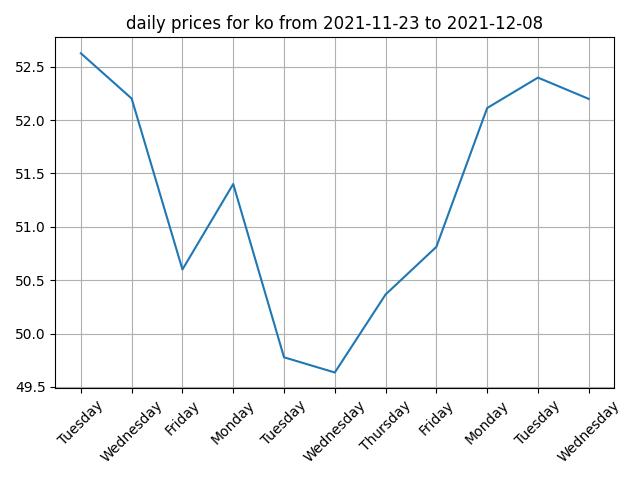 daily prices for ko from 2021-11-23 to 2021-12-08
52.5
52.0
51.5
51.0
50.5
50.0
49.5
Tuesday
Wednesday
Friday
Monday
Tuesday
Wednesday
Thursday
Friday
Monday
Tuesday
Wednesday